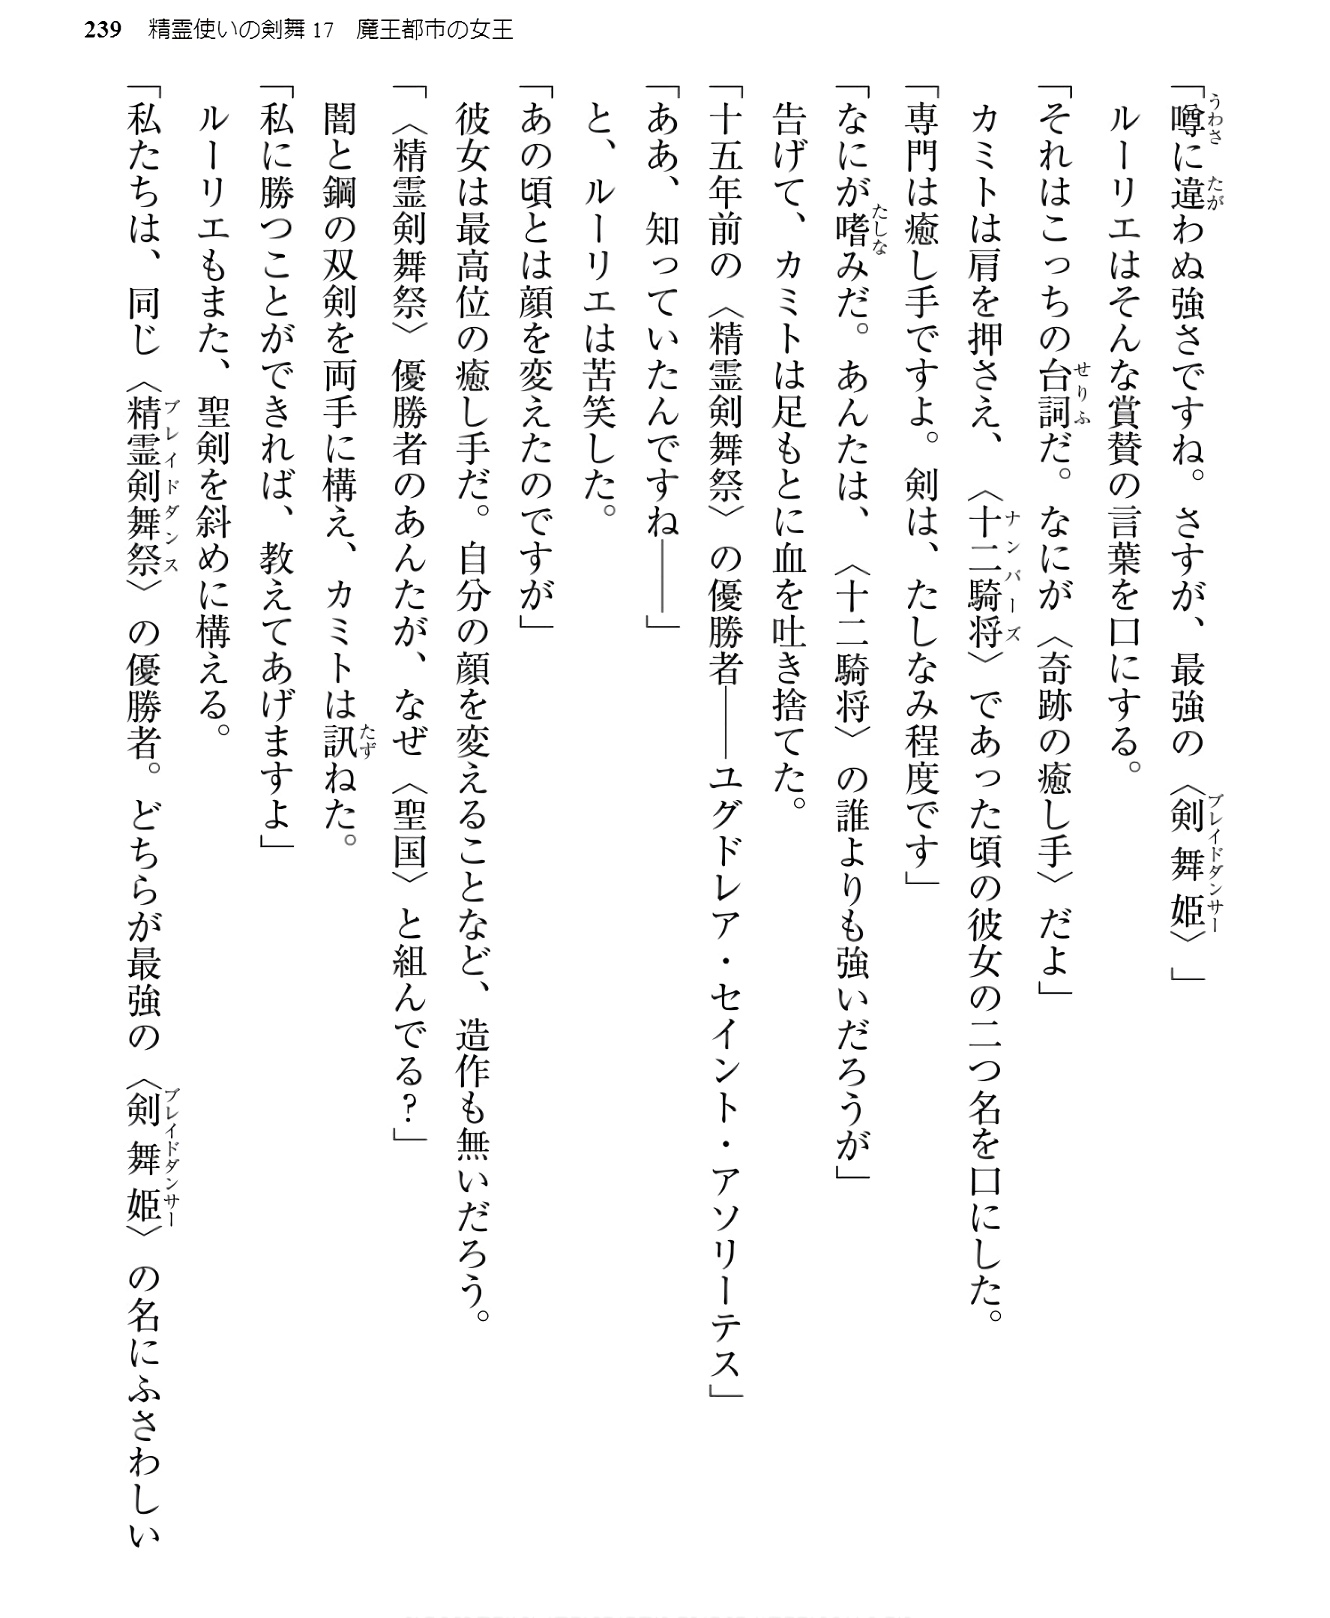 239　精霊使いの剣舞17　魔王都市の女王
「噂に違わぬ強さですね。さすが、最強の〈剣舞姫〉」
ルーリエはそんな賞賛の言葉を口にする。
「それはこっちの台詞だ。なにが〈奇跡の癒し手〉だよ」
カミトは肩を押さえ、〈十二騎将〉であった頃の彼女の二つ名を口にした。
「専門は癒し手ですよ。剣は、たしなみ程度です」
「なにが嗜みだ。あんたは、〈十二騎将〉の誰よりも強いだろうが」
告げて、カミトは足もとに血を吐き捨てた。
「十五年前の〈精霊剣舞祭〉の優勝者――ユグドレア・セイント・アソリーテス」
「ああ、知っていたんですね――」
と、ルーリエは苦笑した。
「あの頃とは顔を変えたのですが」
彼女は最高位の癒し手だ。自分の顔を変えることなど、造作も無いだろう。
「〈精霊剣舞祭〉優勝者のあんたが、なぜ〈聖国〉と組んでる?」
闇と鋼の双剣を両手に構え、カミトは訊ねた。
「私に勝つことができれば、教えてあげますよ」
ルーリエもまた、聖剣を斜めに構える。
「私たちは、同じ〈精霊剣舞祭〉の優勝者。どちらが最強の〈剣舞姫〉の名にふさわしい